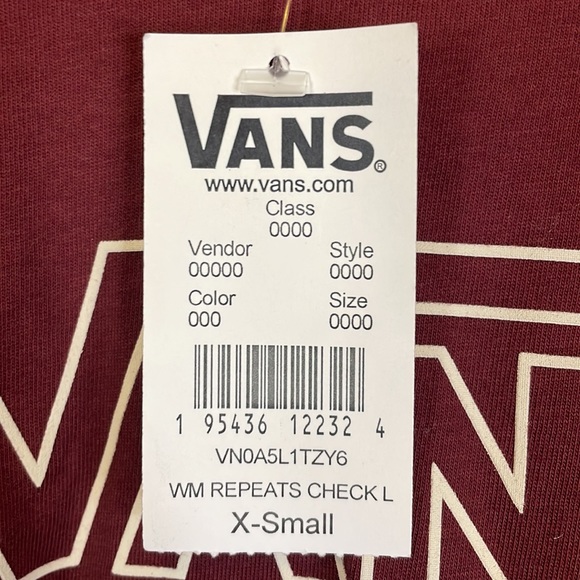 VANS®
www.vans.com
Class
0000
Vendor Style
00000 0000
Color Size
000 0000
1 95436 12232 4
VN0A5L1TZY6
WM REPEATS CHECK L
X-Small